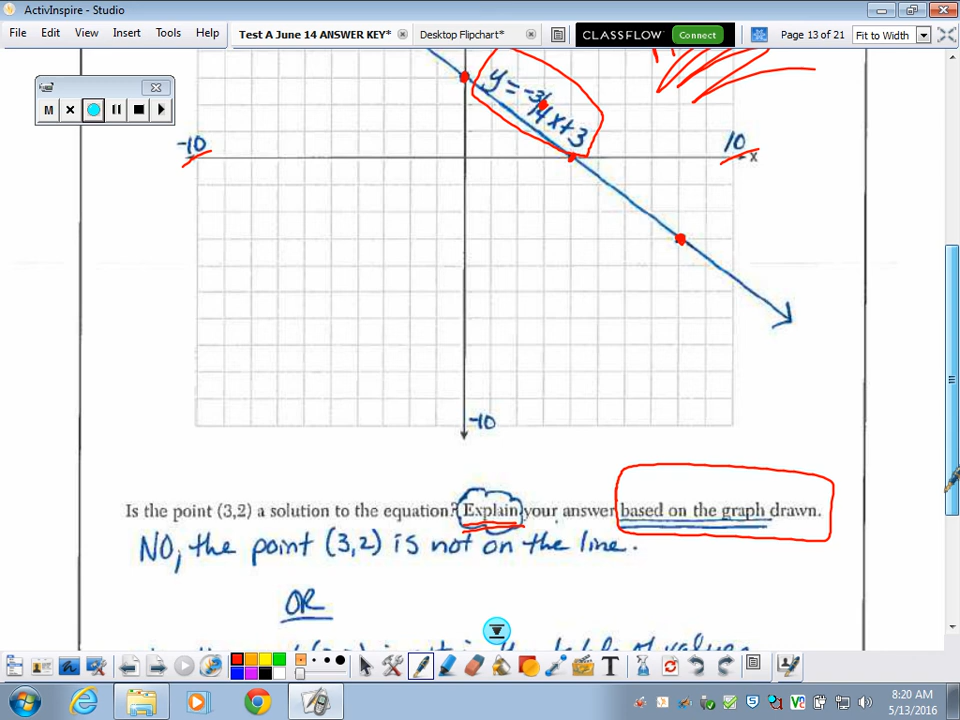 ActivInspire - Studio
File Edit View Insert Tools Help
Test A June 14 ANSWER KEY*
Desktop Flipchart*
CLASSFLOW Connect
Page 13 of 21
Fit to Width
M
y = -3/4x+3
-10
10
x
-10
Is the point (3,2) a solution to the equation? Explain your answer based on the graph drawn.
NO, the point (3,2) is not on the line.
OR
table of values
T
8:20 AM
5/13/2016